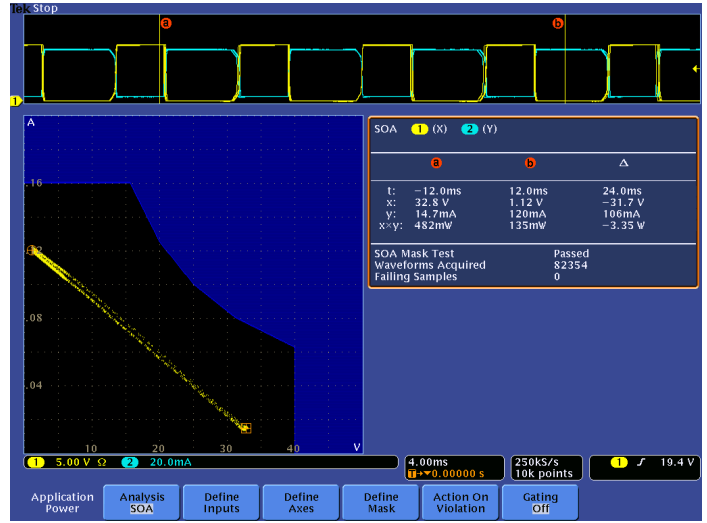 Tek Stop
a b
1
A
.16
.12
.08
.04
10 20 30 40 V
SOA 1 (X) 2 (Y)
a b Δ
t: −12.0ms 12.0ms 24.0ms
x: 32.8 V 1.12 V −31.7 V
y: 14.7mA 120mA 106mA
x×y: 482mW 135mW −3.35 W
SOA Mask Test Passed
Waveforms Acquired 82354
Failing Samples 0
1 5.00 V Ω 2 20.0mA
4.00ms
T→▼0.00000 s
250kS/s
10k points
1 ʃ 19.4 V
Application
Power
Analysis
SOA
Define
Inputs
Define
Axes
Define
Mask
Action On
Violation
Gating
Off